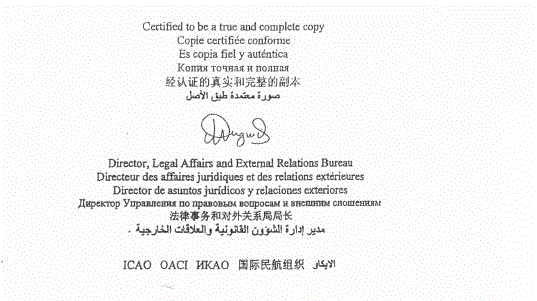 Certified to be a true and complete copy
Copie certifiée conforme
Es copia fiel y auténtica
Копия точная и полная
经认证的真实和完整的副本
صورة معتمدة طبق الأصل
Director, Legal Affairs and External Relations Bureau
Directeur des affaires juridiques et des relations extérieures
Director de asuntos jurídicos y relaciones exteriores
Директор Управления по правовым вопросам и внешним сношениям
法律事务和对外关系局局长
مدير إدارة الشؤون القانونية والعلاقات الخارجية .
ICAO OACI ИКАО 国际民航组织 الايكاو